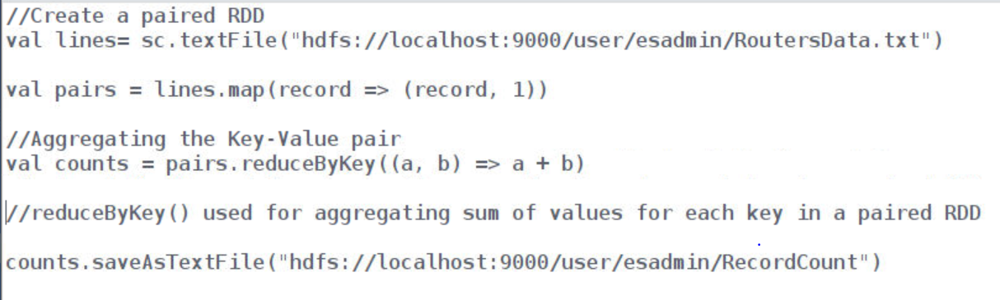 //Create a paired RDD
val lines= sc.textFile("hdfs://localhost:9000/user/esadmin/RoutersData.txt")
val pairs = lines.map(record => (record, 1))
//Aggregating the Key-Value pair
val counts = pairs.reduceByKey((a, b) => a + b)
//reduceByKey() used for aggregating sum of values for each key in a paired RDD
counts.saveAsTextFile("hdfs://localhost:9000/user/esadmin/RecordCount")